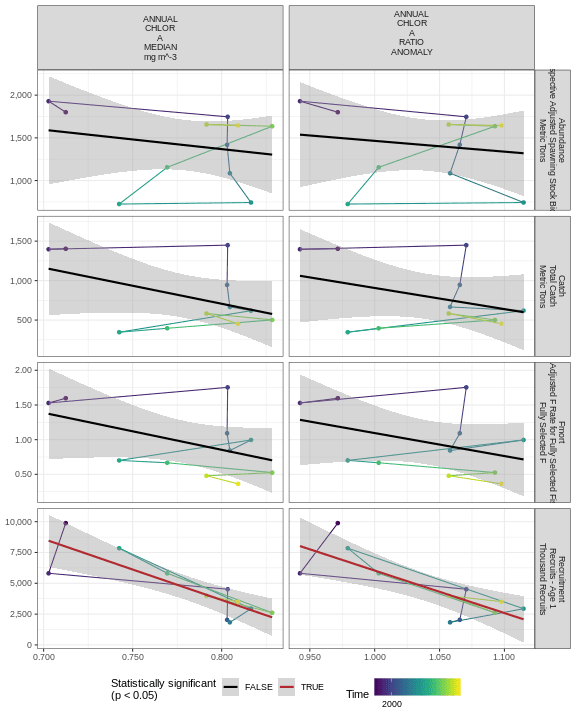 ANNUAL
CHLOR
A
MEDIAN
mg m^-3
ANNUAL
CHLOR
A
RATIO
ANOMALY
2,000
1,500
1,000
Abundance
Adjusted Spawning Stock
Metric Tons
1,500
1,000
500
Catch
Total Catch
Metric Tons
2.00
1.50
1.00
0.50
Fmort
Adjusted F Rate for Fully Selected
Fully Selected F
10,000
7,500
5,000
2,500
0
Recruitment
Recruits - Age 1
Thousand Recruits
0.700
0.750
0.800
0.950
1.000
1.050
1.100
Statistically significant
(p < 0.05)
FALSE
TRUE
Time
2000